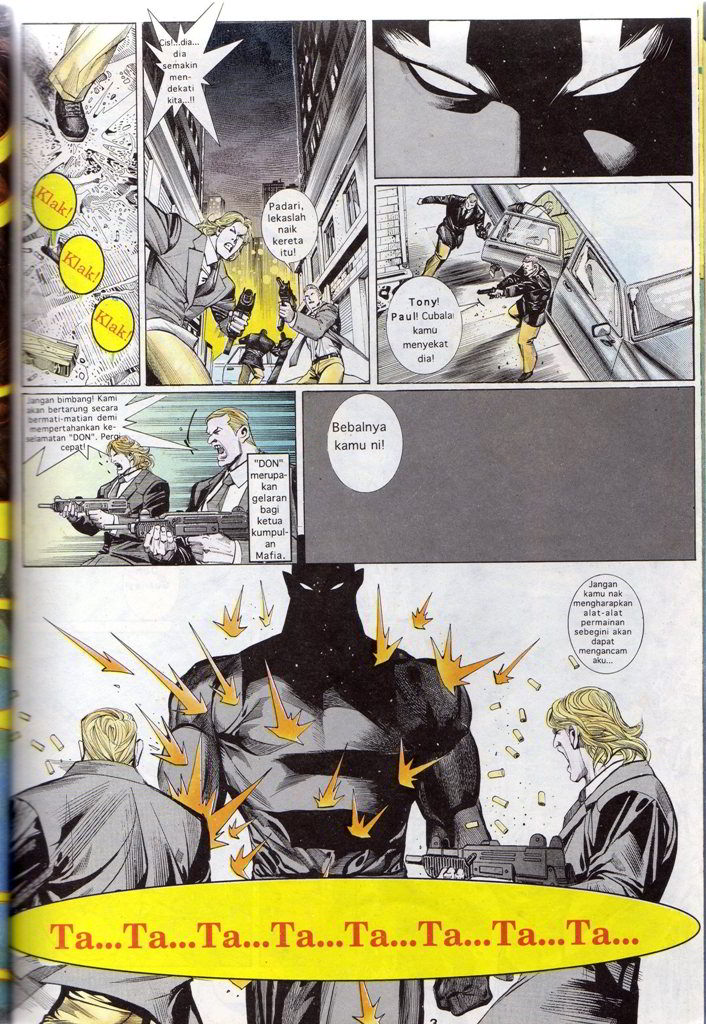 Cis!...dia...
dia
semakin
men-
dekati
kita...!!
Klak!
Klak!
Klak!
Padari,
lekaslah
naik
kereta
itu!
Tony!
Paul! Cubalah
kamu
menyekat
dia!
Jangan bimbang! Kami
akan bertarung secara
bermati-matian demi
mempertahankan ke-
selamatan "DON". Pergi
cepat!
"DON"
merupa-
kan
gelaran
bagi
ketua
kumpul-
an
Mafia.
Bebalnya
kamu ni!
Jangan
kamu nak
mengharapkan
alat-alat
permainan
sebegini akan
dapat
mengancam
aku...
Ta...Ta...Ta...Ta...Ta...Ta...Ta...Ta...